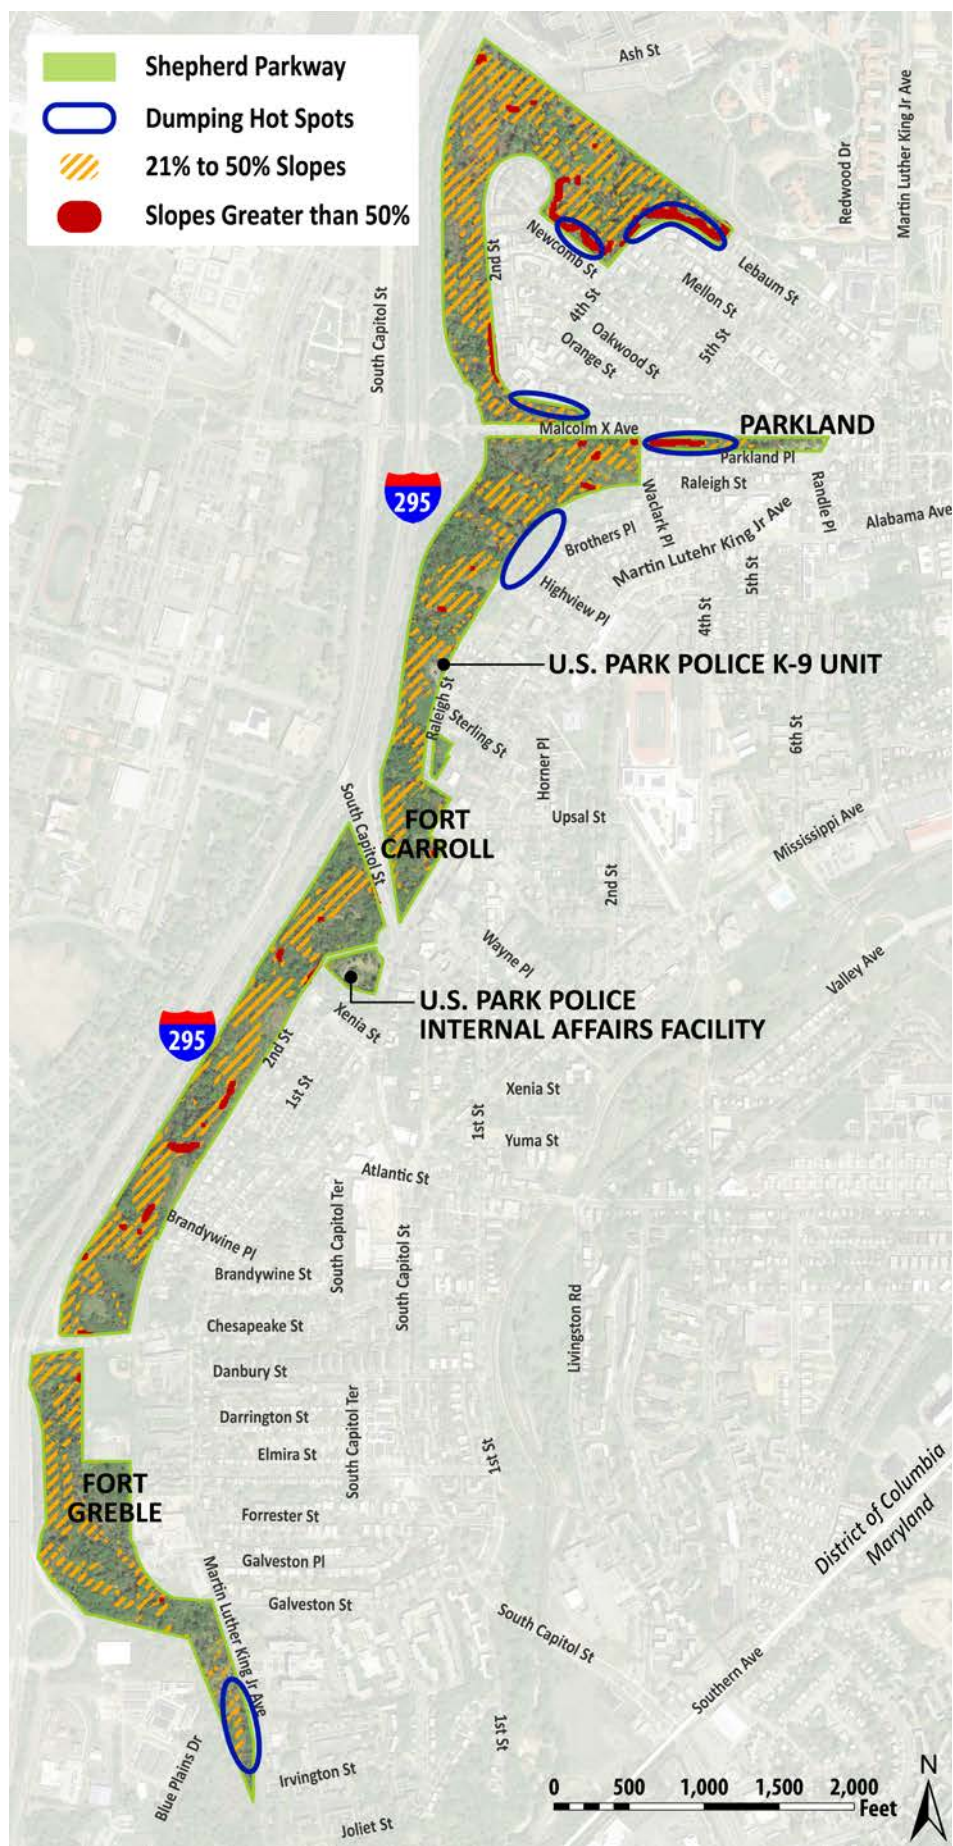 Shepherd Parkway
Dumping Hot Spots
21% to 50% Slopes
Slopes Greater than 50%
Ash St
Redwood Dr
Martin Luther King Jr Ave
Newcomb St
2nd St
Lebaum St
Mellon St
4th St
South Capitol St
Oakwood St
5th St
Orange St
Malcolm X Ave
PARKLAND
Parkland Pl
Raleigh St
295
Waclark Pl
Randle Pl
Alabama Ave
Brothers Pl
Martin Lutehr King Jr Ave
Highview Pl
5th St
4th St
U.S. PARK POLICE K-9 UNIT
Raleigh St
Sterling St
6th St
Horner Pl
South Capitol St
FORT
CARROLL
Upsal St
Mississippi Ave
2nd St
Wayne Pl
Valley Ave
U.S. PARK POLICE
INTERNAL AFFAIRS FACILITY
Xenia St
295
2nd St
1st St
Xenia St
1st St
Yuma St
Atlantic St
South Capitol Ter
Brandywine Pl
Brandywine St
South Capitol St
Livingston Rd
Chesapeake St
Danbury St
Darrington St
South Capitol Ter
Elmira St
1st St
FORT
GREBLE
District of Columbia
Maryland
Forrester St
Galveston Pl
Galveston St
Martin Luther King Jr Ave
South Capitol St
Southern Ave
1st St
Blue Plains Dr
Irvington St
Joliet St
N
0 500 1,000 1,500 2,000
Feet